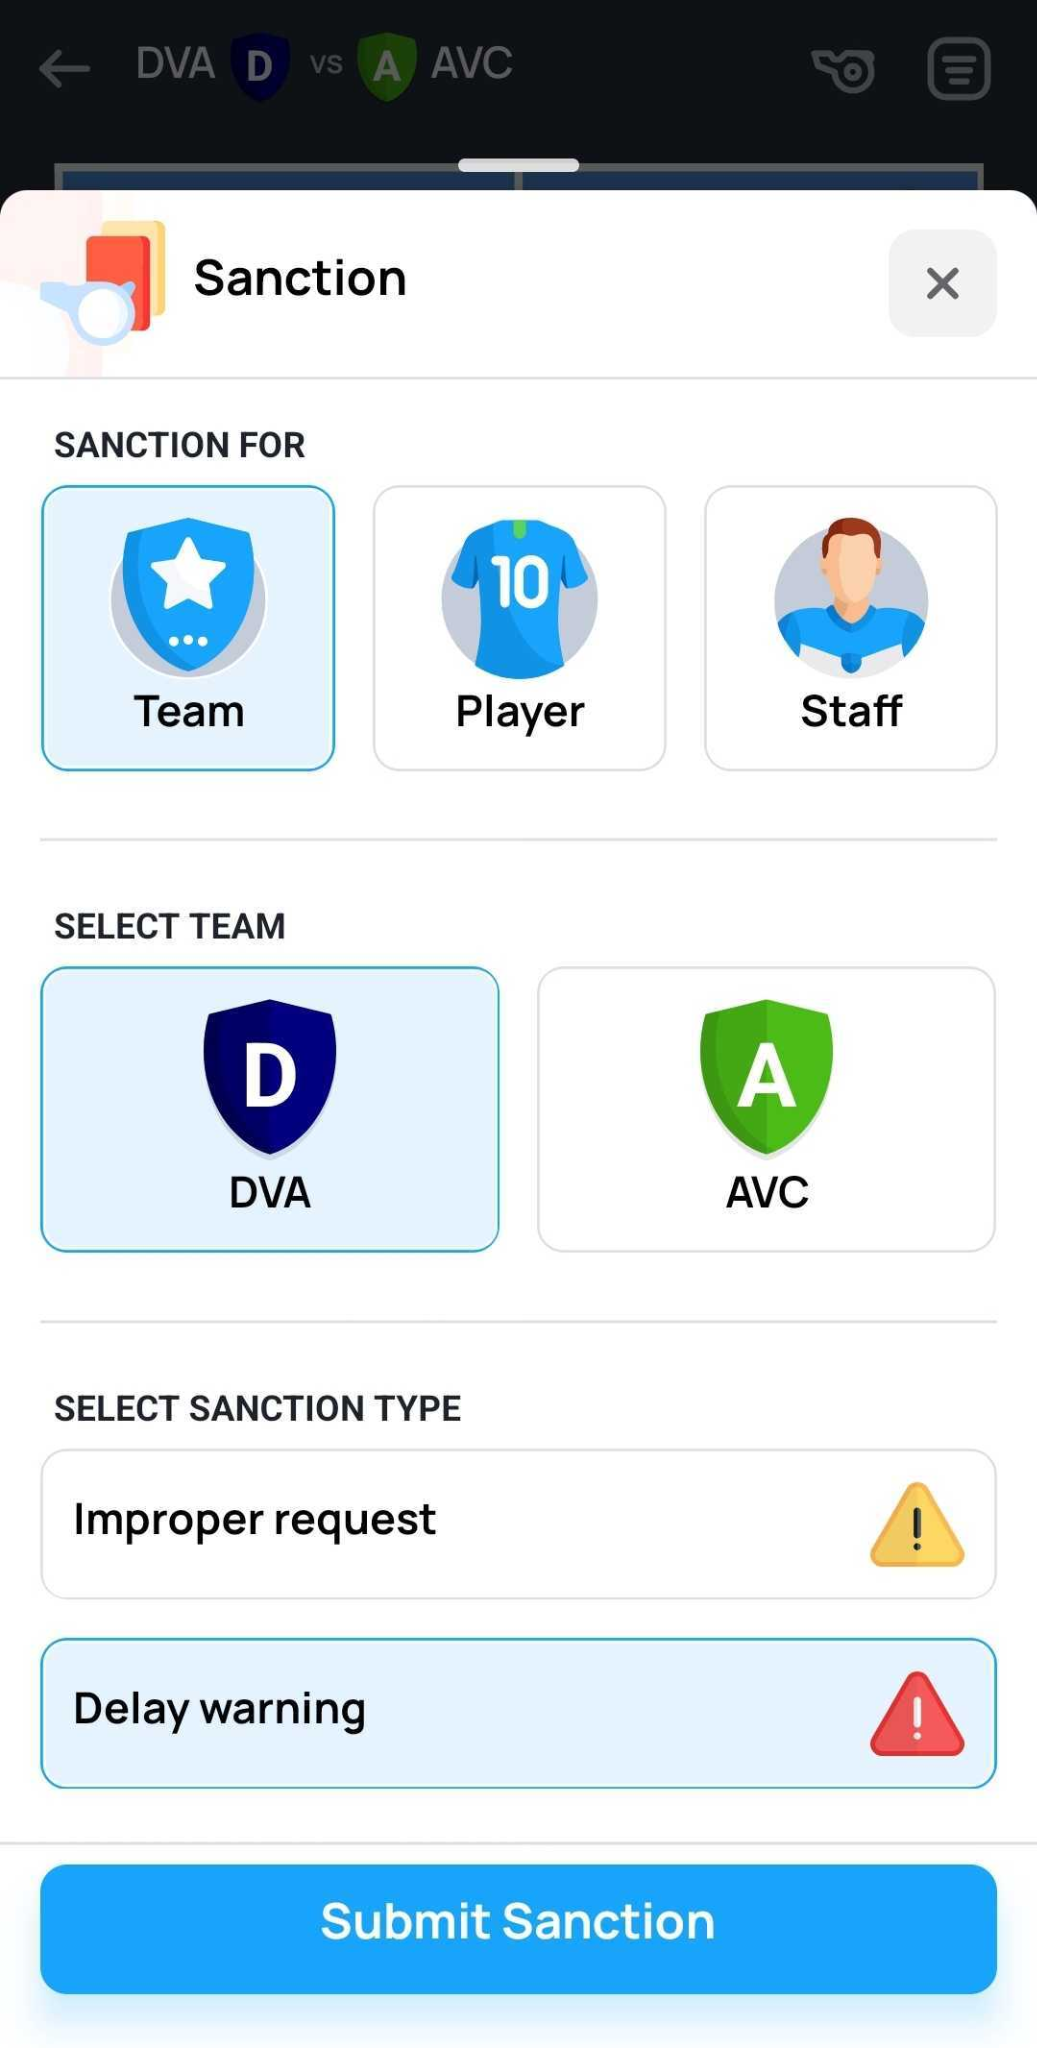 DVA D vs A AVC
Sanction
SANCTION FOR
10
Team Player Staff
SELECT TEAM
D A
DVA AVC
SELECT SANCTION TYPE
Improper request
Delay warning
Submit Sanction